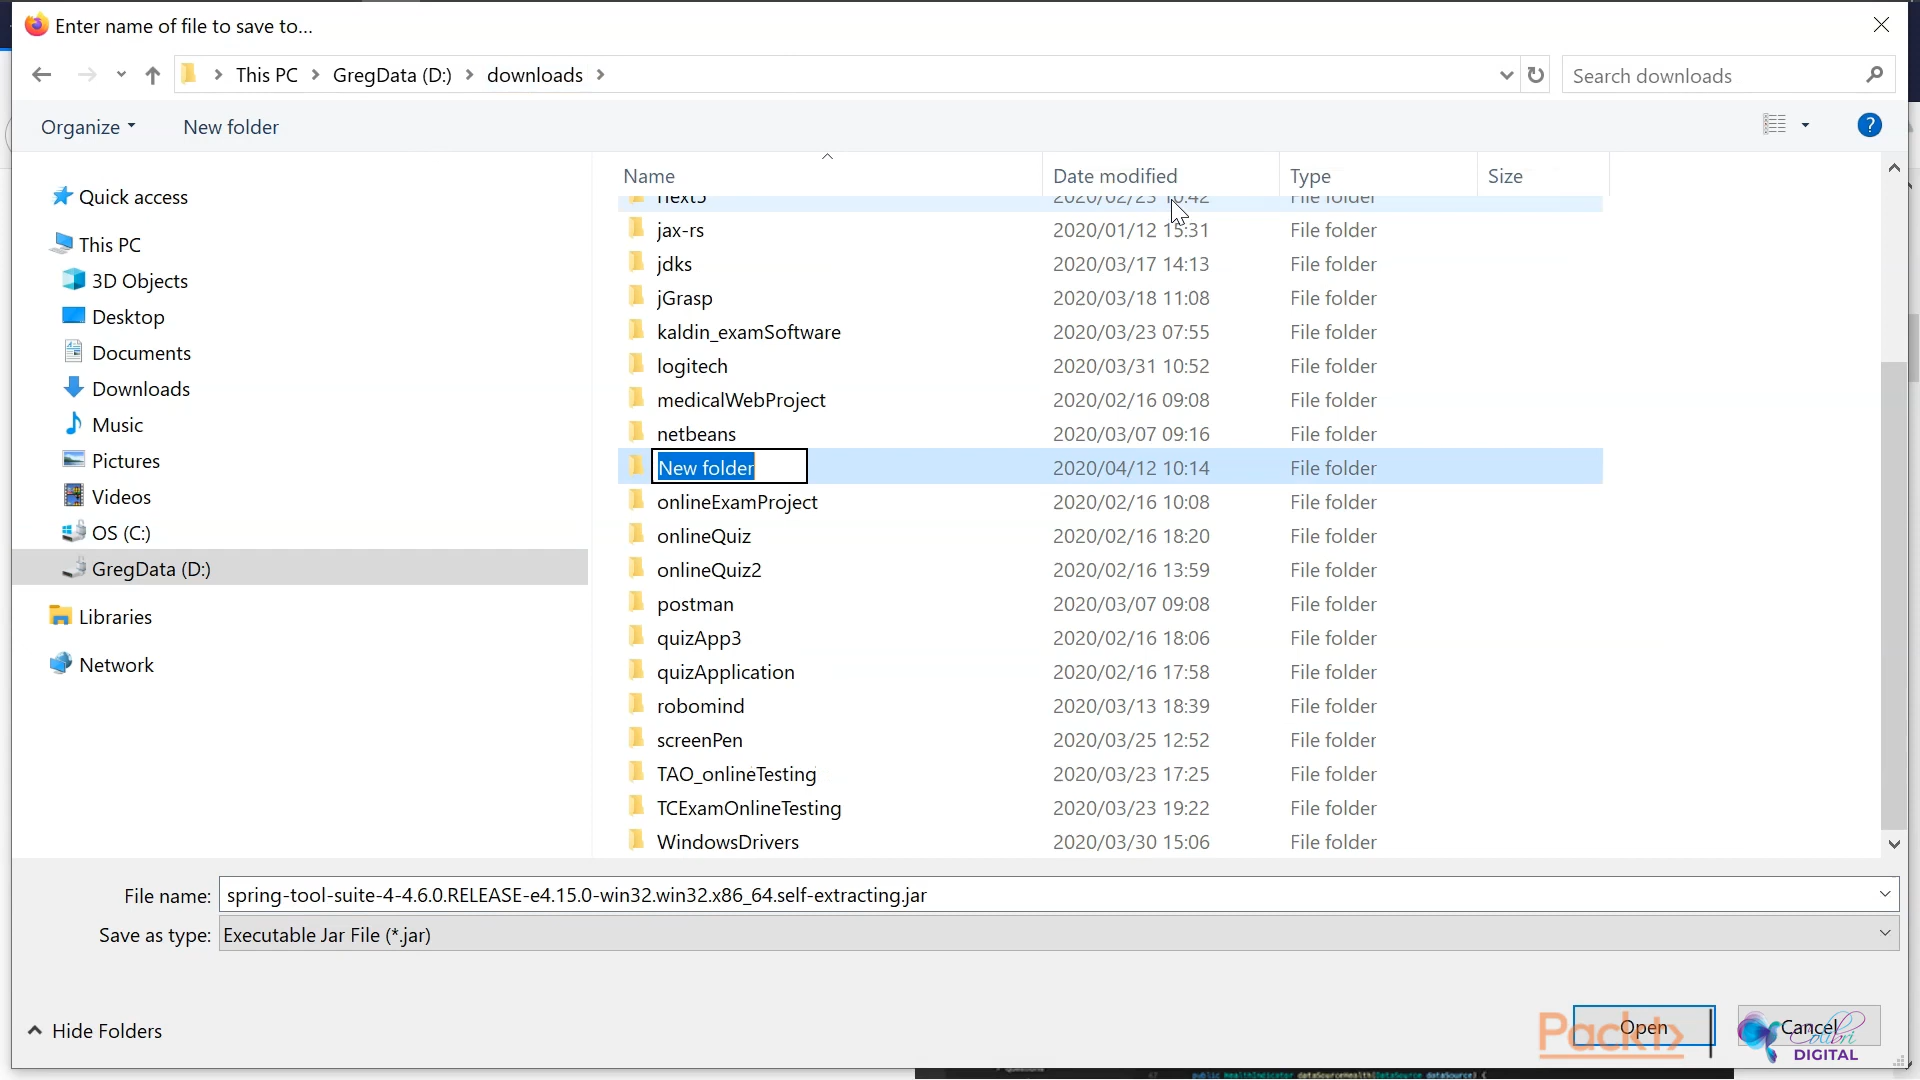 Enter name of file to save to...
This PC > GregData (D:) > downloads >
Search downloads
Organize
New folder
Name
Date modified
Type
Size
Quick access
This PC
3D Objects
Desktop
Documents
Downloads
Music
Pictures
Videos
OS (C:)
GregData (D:)
Libraries
Network
File folder
jax-rs 2020/01/12 15:31 File folder
jdks 2020/03/17 14:13 File folder
jGrasp 2020/03/18 11:08 File folder
kaldin_examSoftware 2020/03/23 07:55 File folder
logitech 2020/03/31 10:52 File folder
medicalWebProject 2020/02/16 09:08 File folder
netbeans 2020/03/07 09:16 File folder
New folder 2020/04/12 10:14 File folder
onlineExamProject 2020/02/16 10:08 File folder
onlineQuiz 2020/02/16 18:20 File folder
onlineQuiz2 2020/02/16 13:59 File folder
postman 2020/03/07 09:08 File folder
quizApp3 2020/02/16 18:06 File folder
quizApplication 2020/02/16 17:58 File folder
robomind 2020/03/13 18:39 File folder
screenPen 2020/03/25 12:52 File folder
TAO_onlineTesting 2020/03/23 17:25 File folder
TCExamOnlineTesting 2020/03/23 19:22 File folder
WindowsDrivers 2020/03/30 15:06 File folder
File name: spring-tool-suite-4-4.6.0.RELEASE-e4.15.0-win32.win32.x86_64.self-extracting.jar
Save as type: Executable Jar File (*.jar)
Hide Folders
Open
Cancel
Packt>
Colibri
DIGITAL
47 public HealthIndicator dataSourceHealth(DataSource dataSource) {